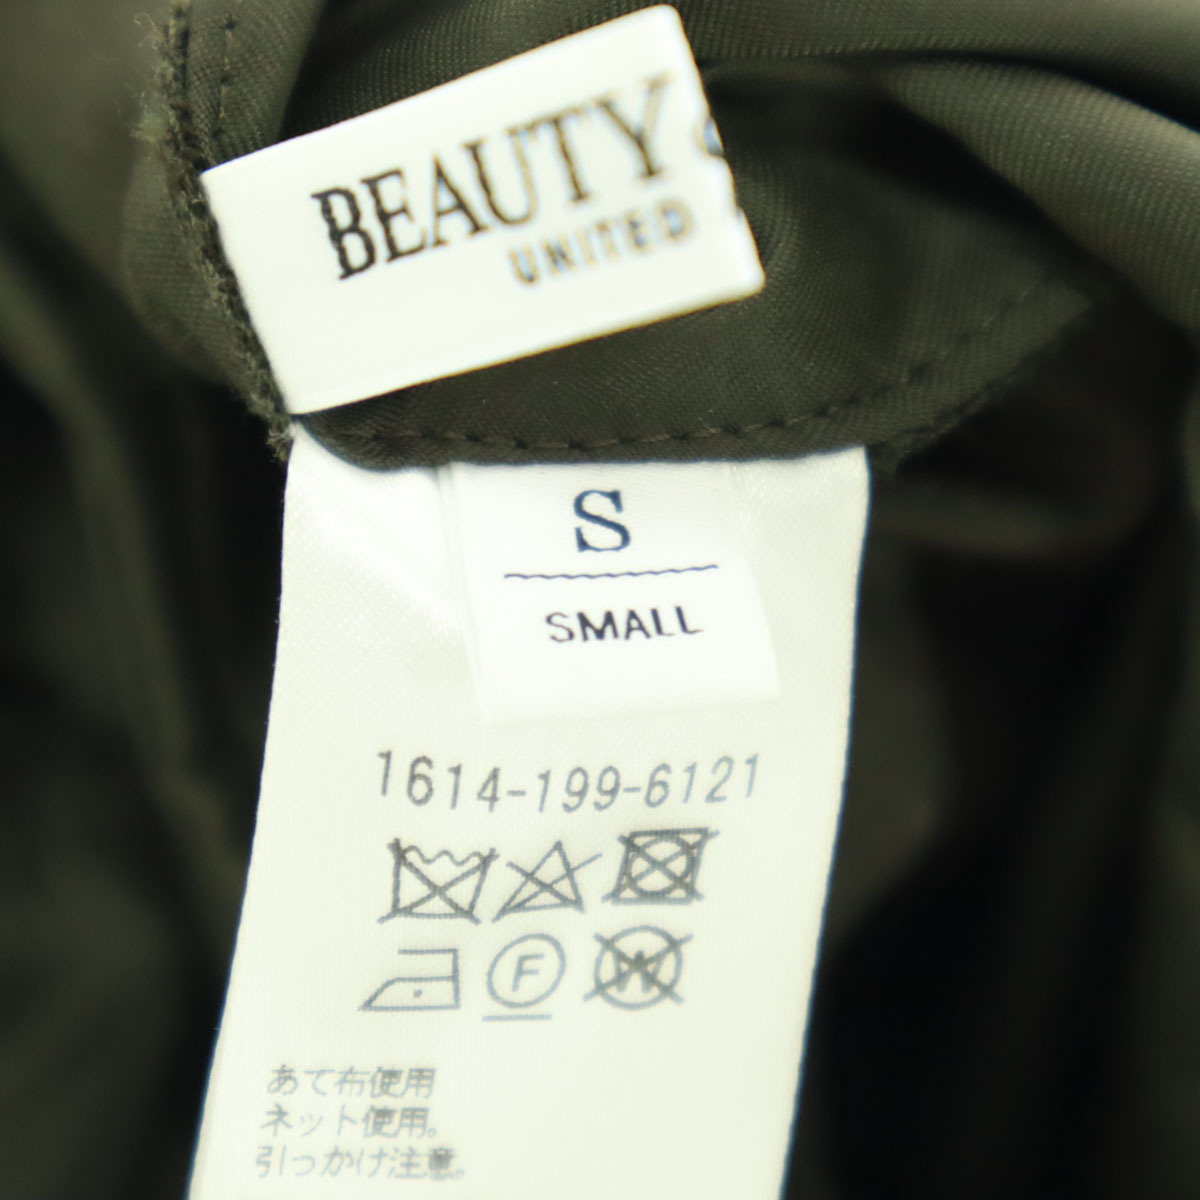 BEAUTY
UNITED
S
SMALL
1614-199-6121
F
W
あて布使用
ネット使用。
引っかけ注意。